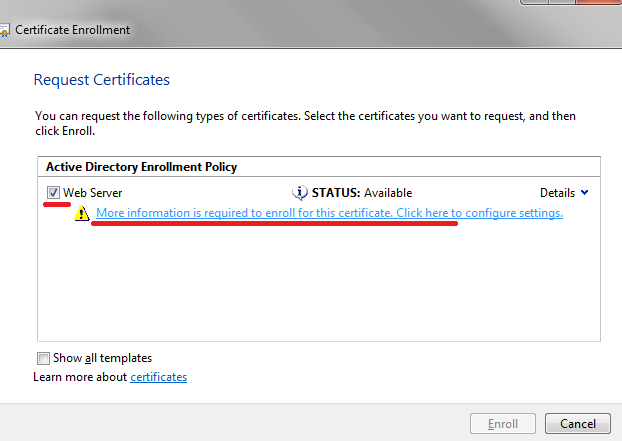 Certificate Enrollment
Request Certificates
You can request the following types of certificates. Select the certificates you want to request, and then
click Enroll.
Active Directory Enrollment Policy
Web Server
STATUS: Available
Details
More information is required to enroll for this certificate. Click here to configure settings.
Show all templates
Learn more about certificates
Enroll
Cancel